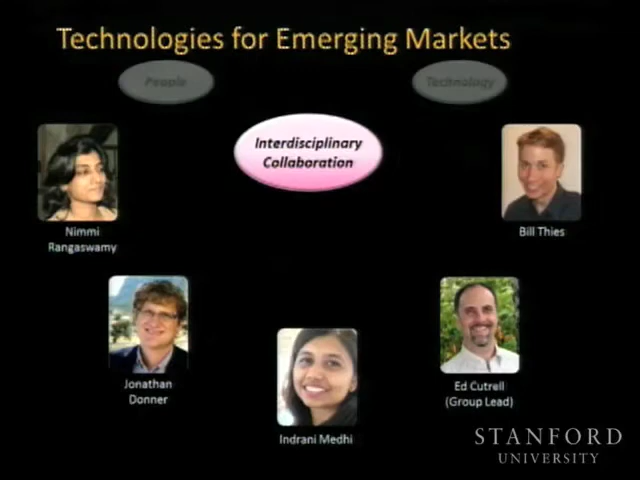 Technologies for Emerging Markets
People
Technology
Interdisciplinary
Collaboration
Nimmi
Rangaswamy
Bill Thies
Jonathan
Donner
Ed Cutrell
(Group Lead)
Indrani Medhi
STANFORD
UNIVERSITY